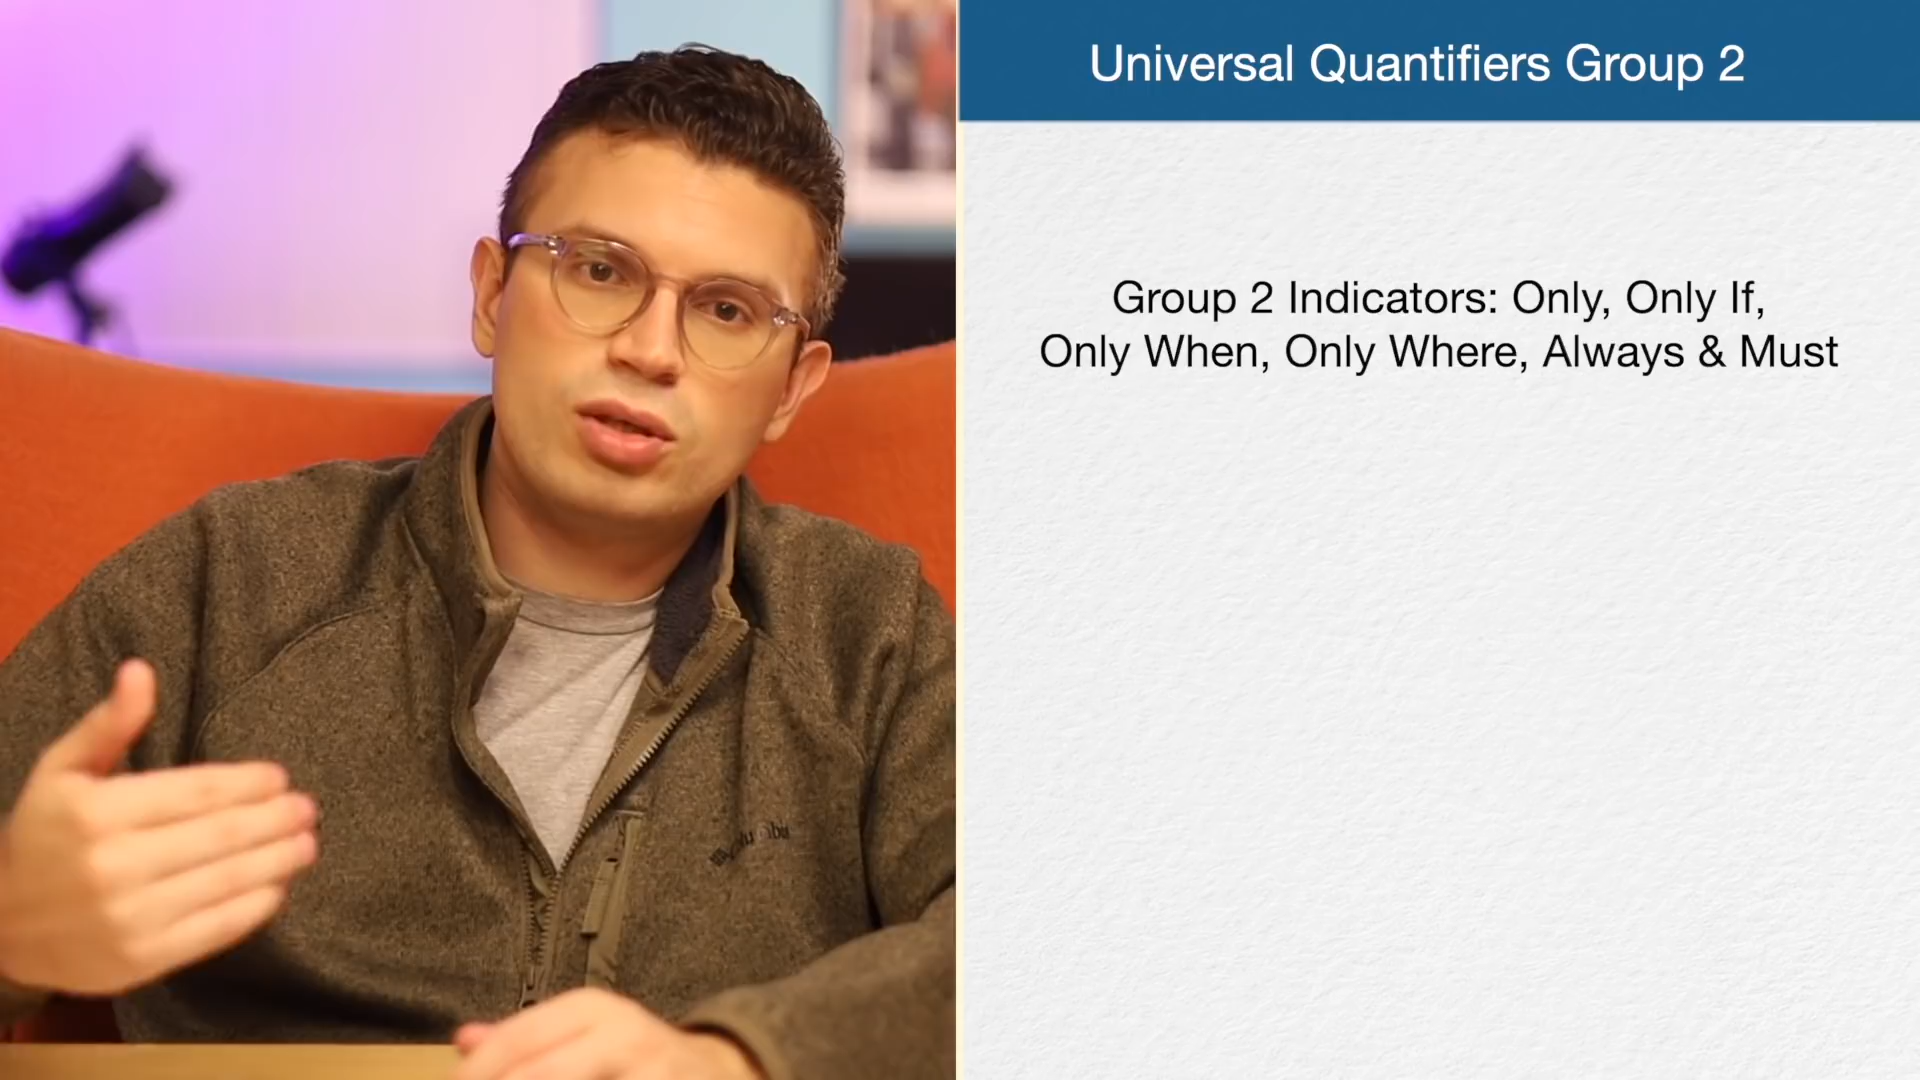 Universal Quantifiers Group 2
Group 2 Indicators: Only, Only If,
Only When, Only Where, Always & Must